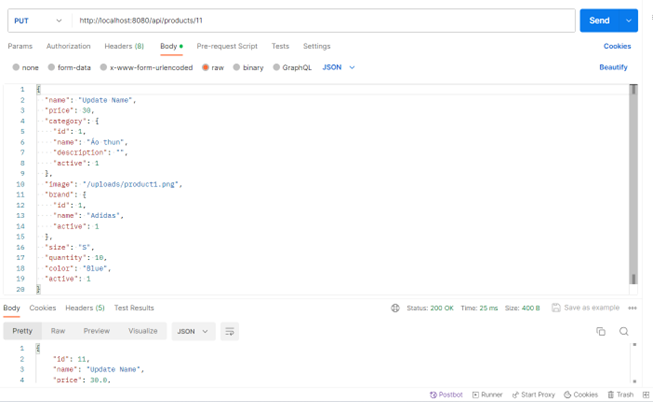 PUT http://localhost:8080/api/products/11 Send
Params Authorization Headers (8) Body Pre-request Script Tests Settings Cookies
none form-data x-www-form-urlencoded raw binary GraphQL JSON Beautify
1 {
2 "name": "Update Name",
3 "price": 30,
4 "category": {
5 "id": 1,
6 "name": "Áo thun",
7 "description": "",
8 "active": 1
9 },
10 "image": "/uploads/product1.png",
11 "brand": {
12 "id": 1,
13 "name": "Adidas",
14 "active": 1
15 },
16 "size": "S",
17 "quantity": 10,
18 "color": "Blue",
19 "active": 1
20 }
Body Cookies Headers (5) Test Results Status: 200 OK Time: 25 ms Size: 400 B Save as example
Pretty Raw Preview Visualize JSON
1 {
2 "id": 11,
3 "name": "Update Name",
4 "price": 30.0,
Postbot Runner Start Proxy Cookies Trash